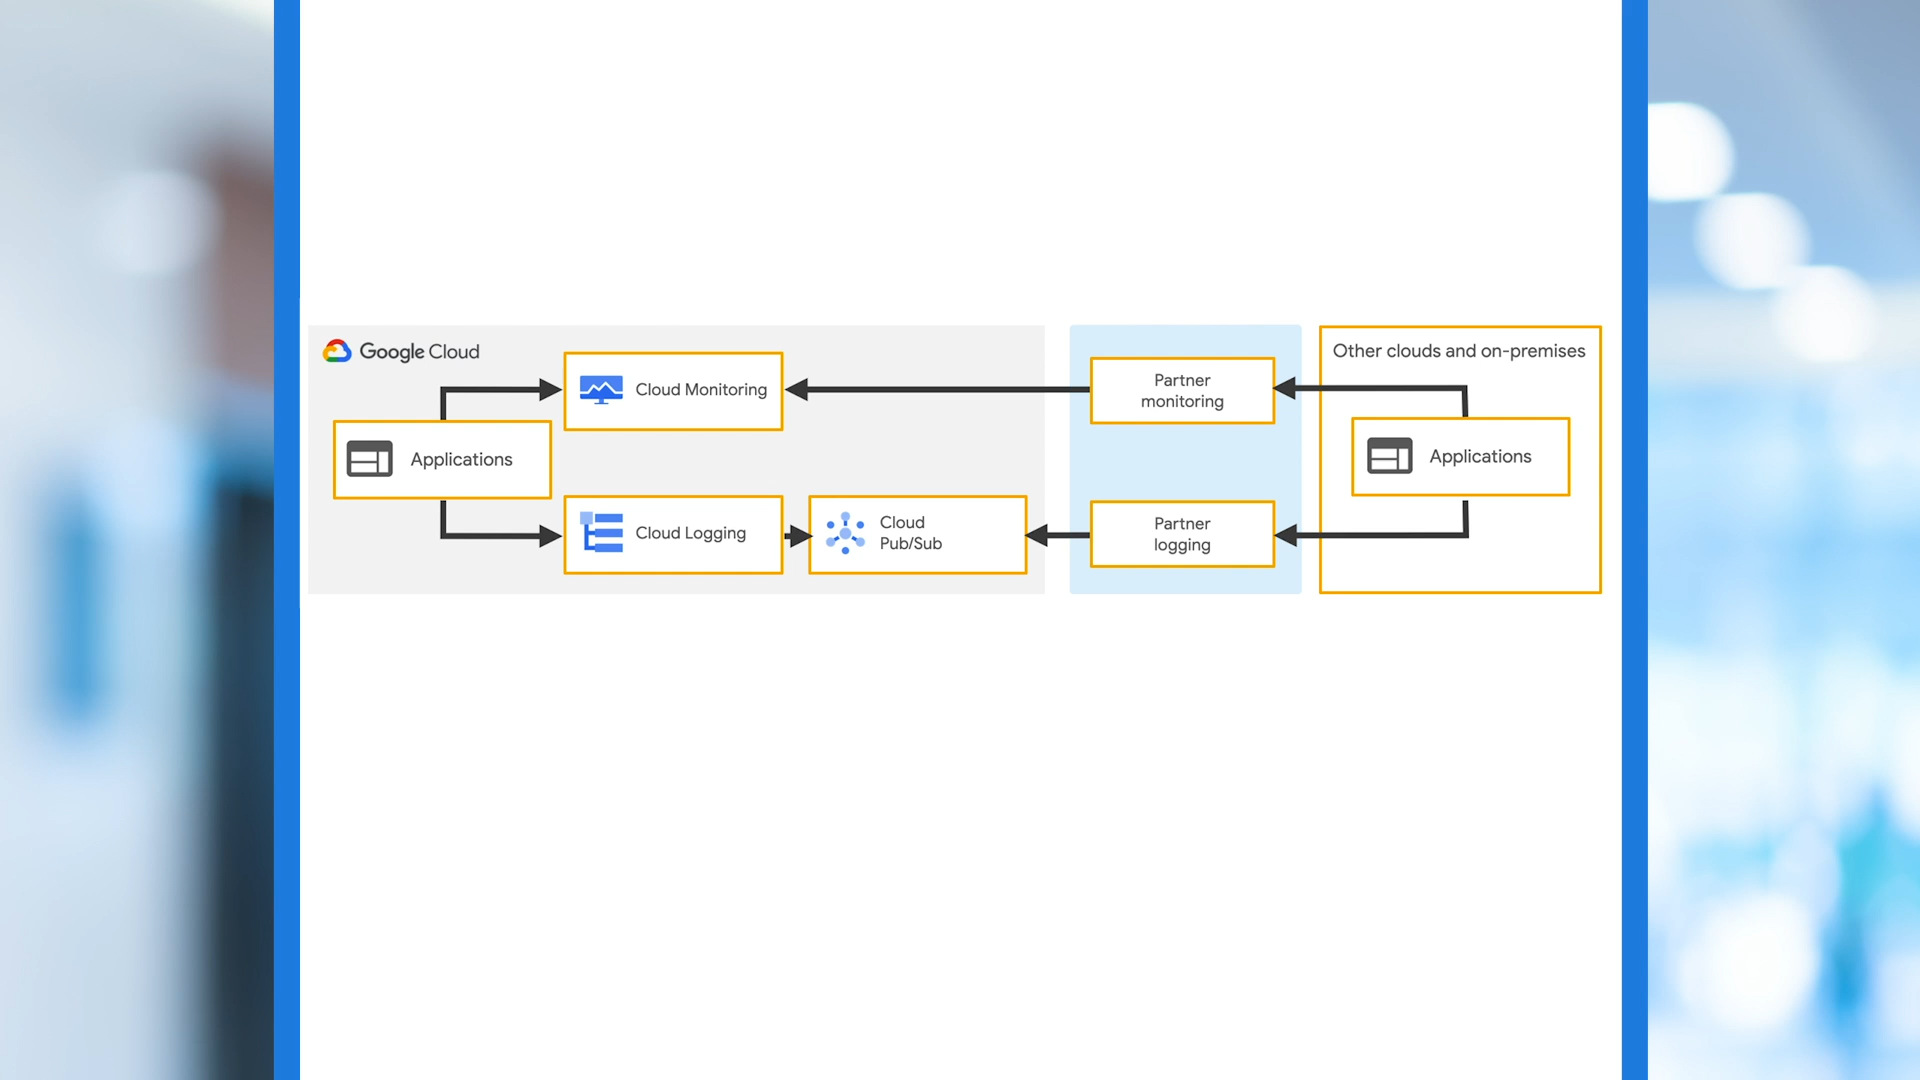 Google Cloud
Cloud Monitoring
Applications
Cloud Logging
Cloud
Pub/Sub
Partner
monitoring
Partner
logging
Other clouds and on-premises
Applications